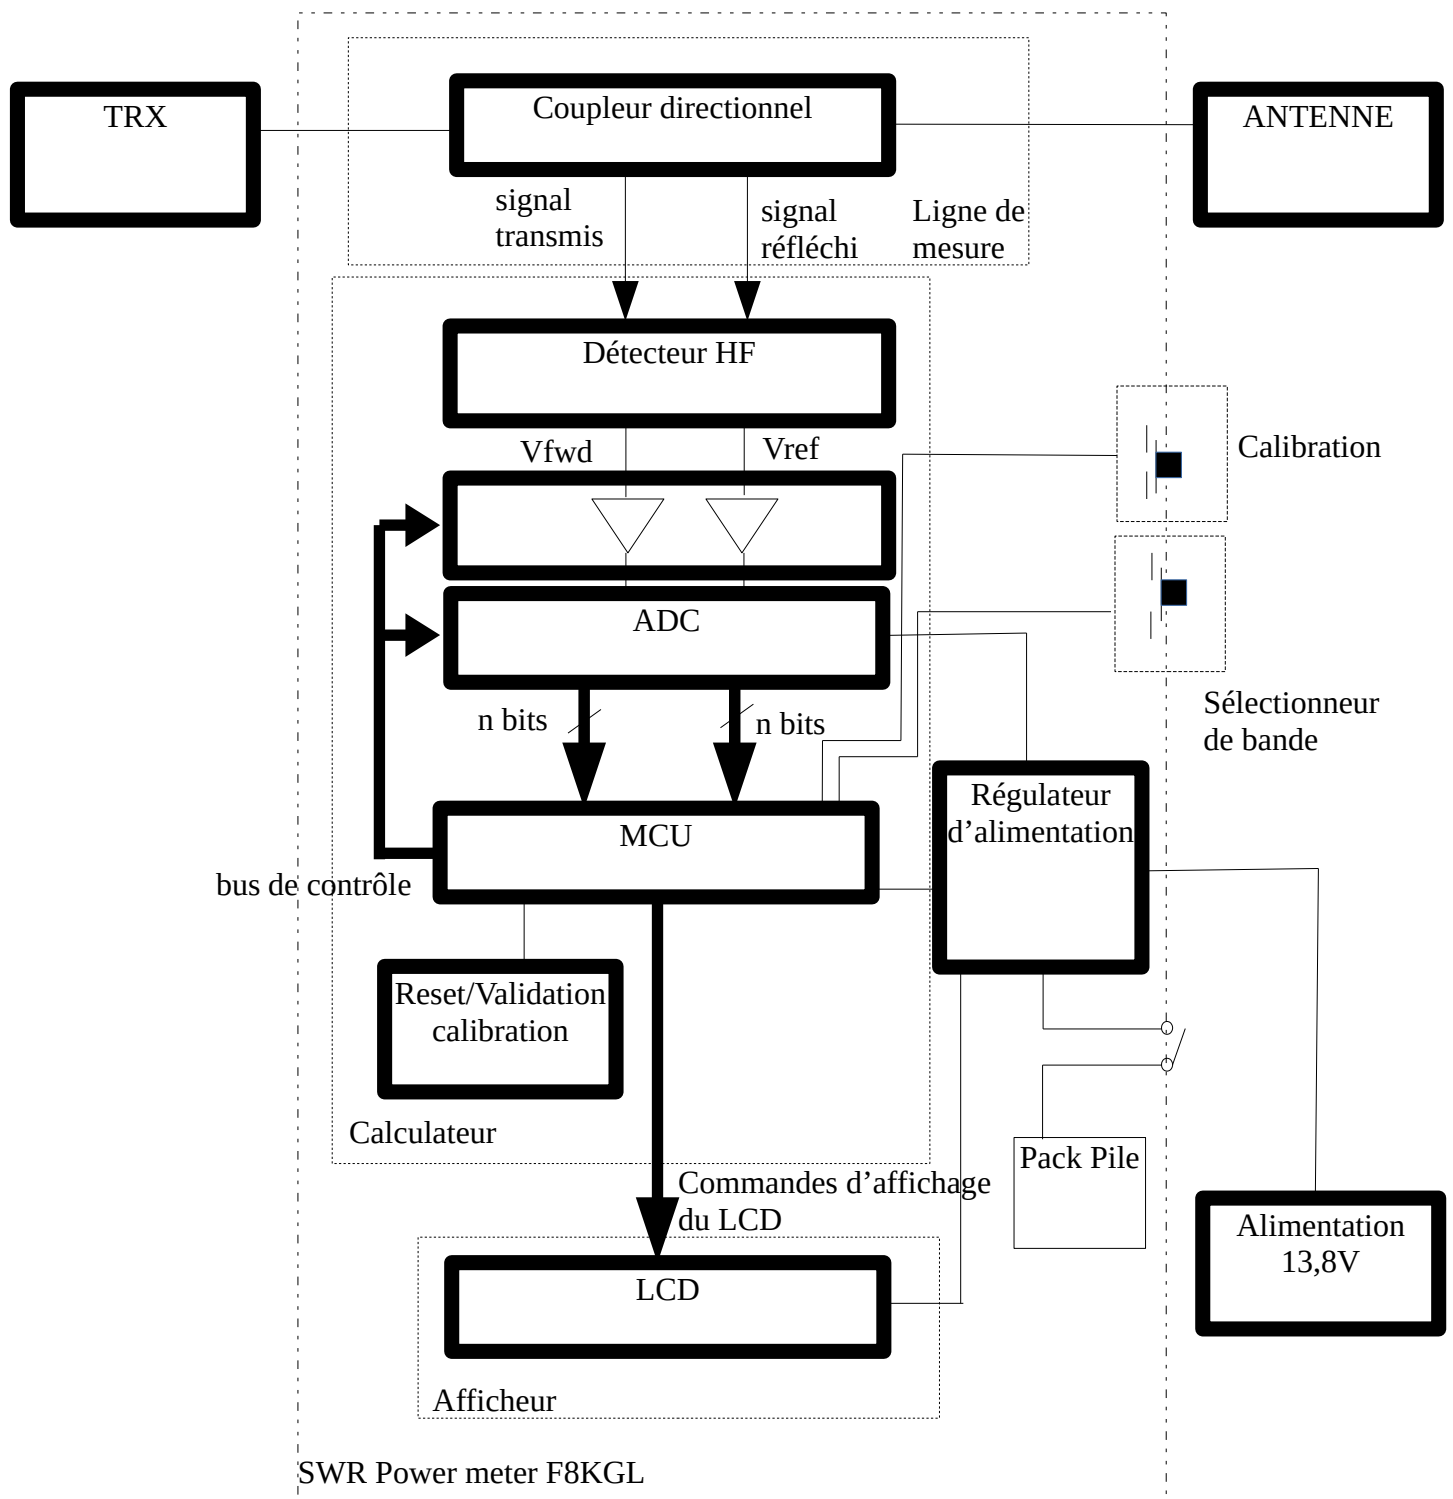 TRX
Coupleur directionnel
ANTENNE
signal
transmis
signal
réfléchi
Ligne de
mesure
Détecteur HF
Vfwd
Vref
Calibration
ADC
n bits
n bits
Sélectionneur
de bande
Régulateur
d’alimentation
MCU
bus de contrôle
Reset/Validation
calibration
Calculateur
Pack Pile
Commandes d’affichage
du LCD
Alimentation
13,8V
LCD
Afficheur
SWR Power meter F8KGL